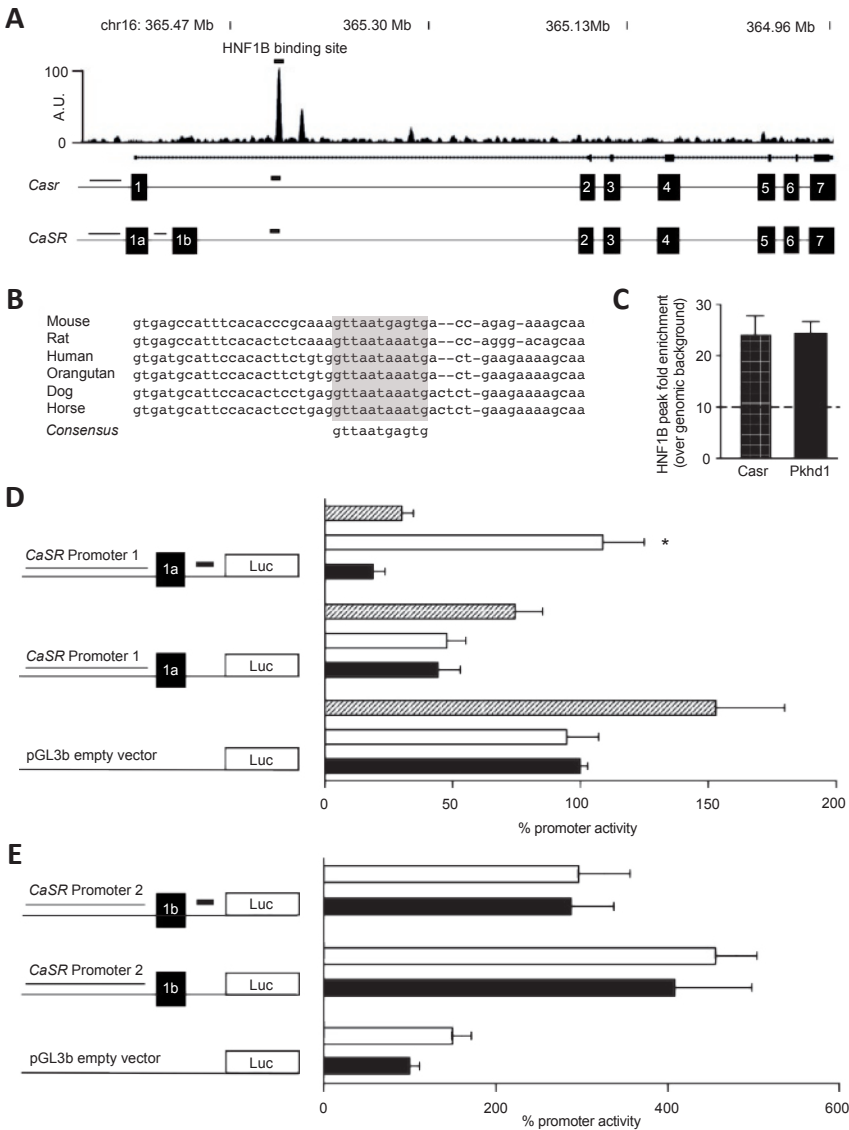 A
chr16: 365.47 Mb 365.30 Mb 365.13Mb 364.96 Mb
HNF1B binding site
100
A.U.
0
Casr 1 2 3 4 5 6 7
CaSR 1a 1b 2 3 4 5 6 7
B
Mouse gtgagccatttcacacccgcaaagttaatgagtga--cc-agag-aaagcaa
Rat gtgagccatttcacactctcaaagttaataaatga--cc-aggg-acagcaa
Human gtgatgcattccacacttctgtggttaataaatga--ct-gaag-aaagcaa
Orangutan gtgatgcattccacacttctgtggttaataaatga--ct-gaag-aaagcaa
Dog gtgatgcattccacactcctgaggttaataaatgactct-gaagaaaagcaa
Horse gtgatgcattccacactcctgaggttaataaatgactct-gaagaaaagcaa
Consensus gttaatgagtg
C
HNF1B peak fold enrichment
(over genomic background)
30
20
10
0
Casr Pkhd1
D
CaSR Promoter 1
1a Luc
*
CaSR Promoter 1
1a Luc
pGL3b empty vector
Luc
0 50 100 150 200
% promoter activity
E
CaSR Promoter 2
1b Luc
CaSR Promoter 2
1b Luc
pGL3b empty vector
Luc
0 200 400 600
% promoter activity